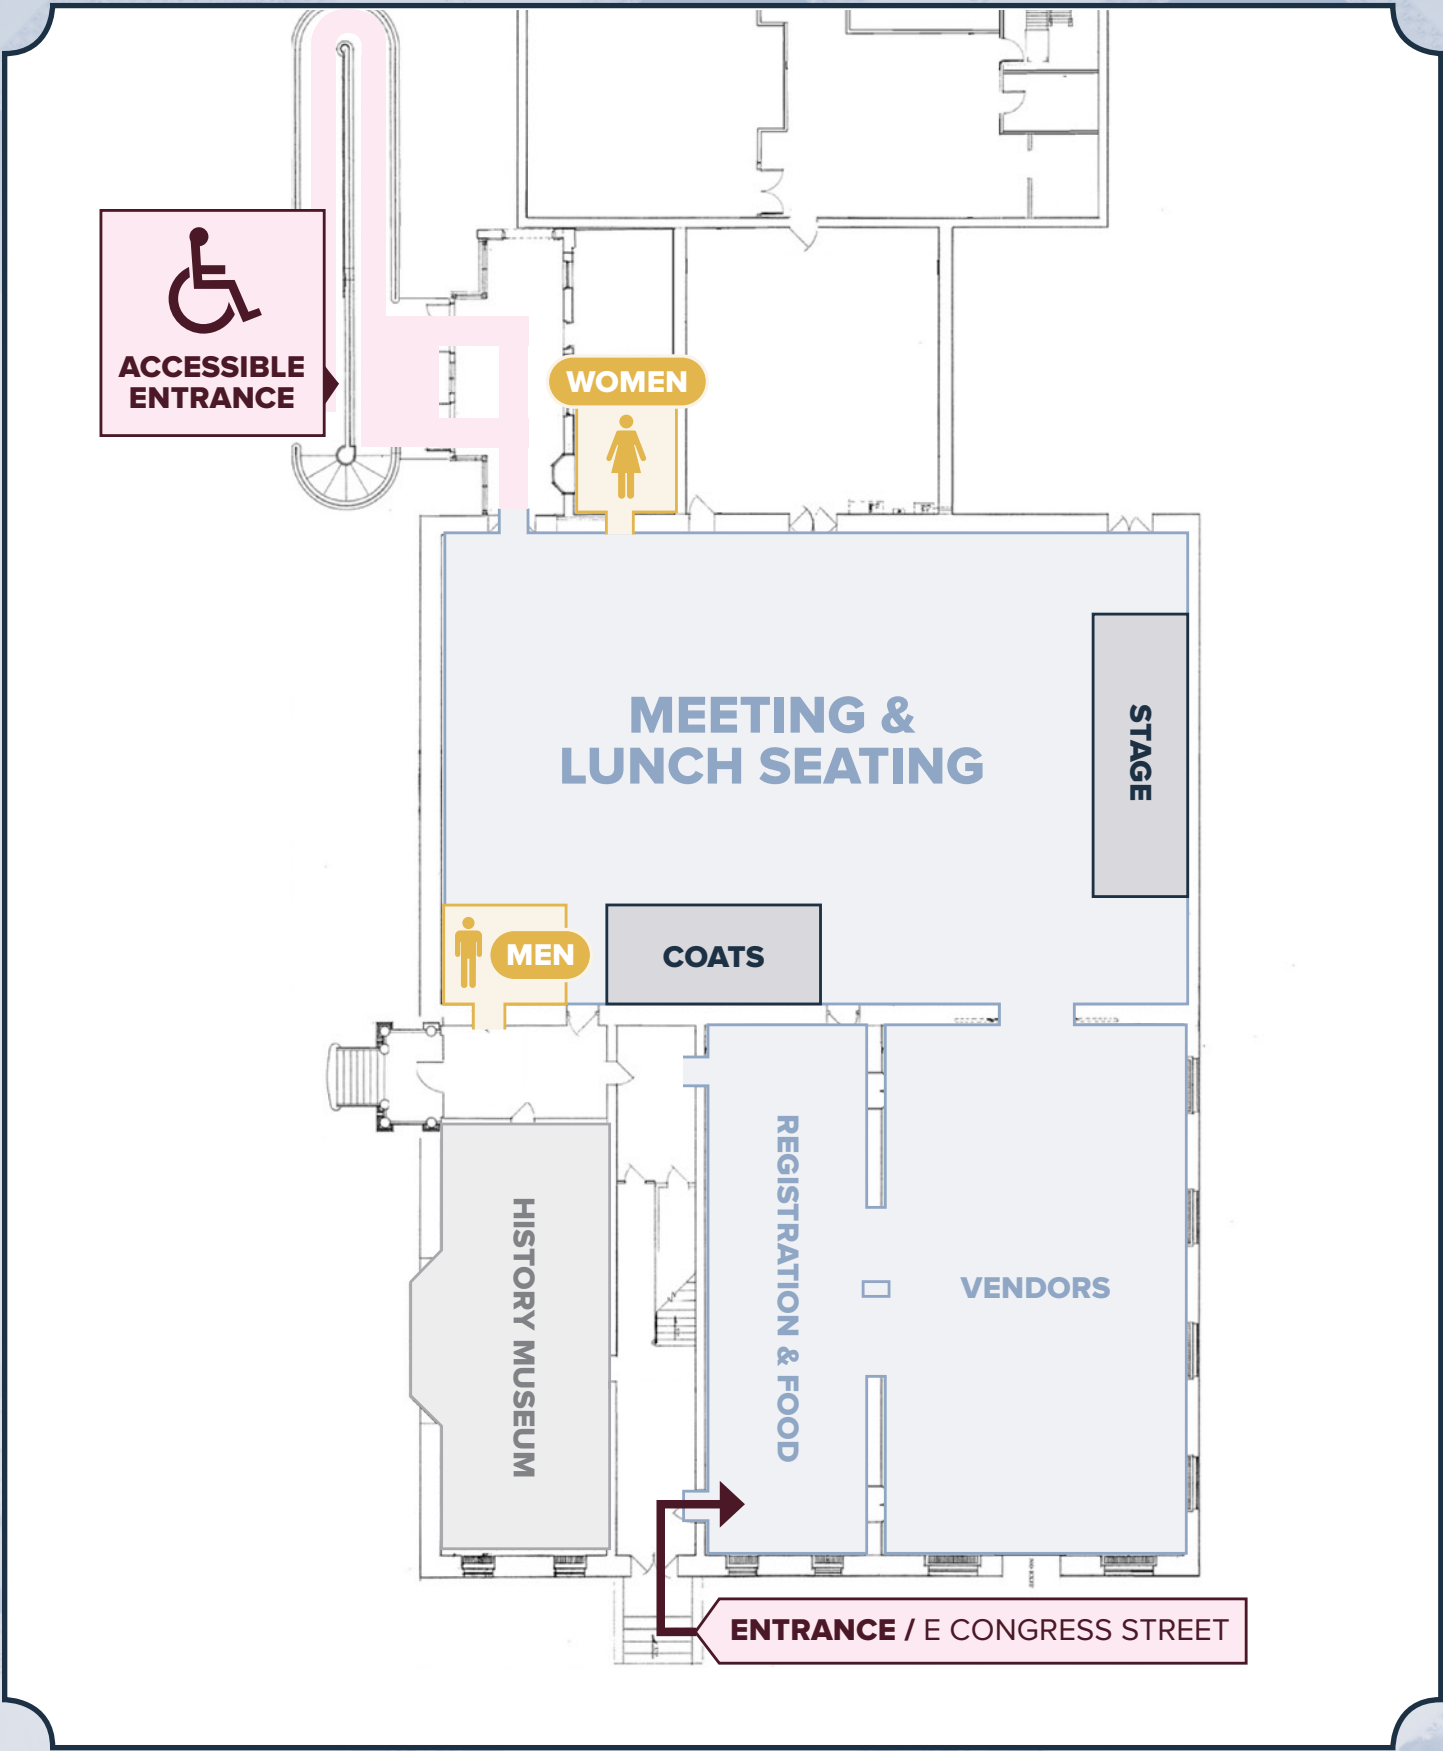 ACCESSIBLE
ENTRANCE
WOMEN
MEETING &
LUNCH SEATING
STAGE
MEN
COATS
REGISTRATION & FOOD
HISTORY MUSEUM
VENDORS
ENTRANCE / E CONGRESS STREET